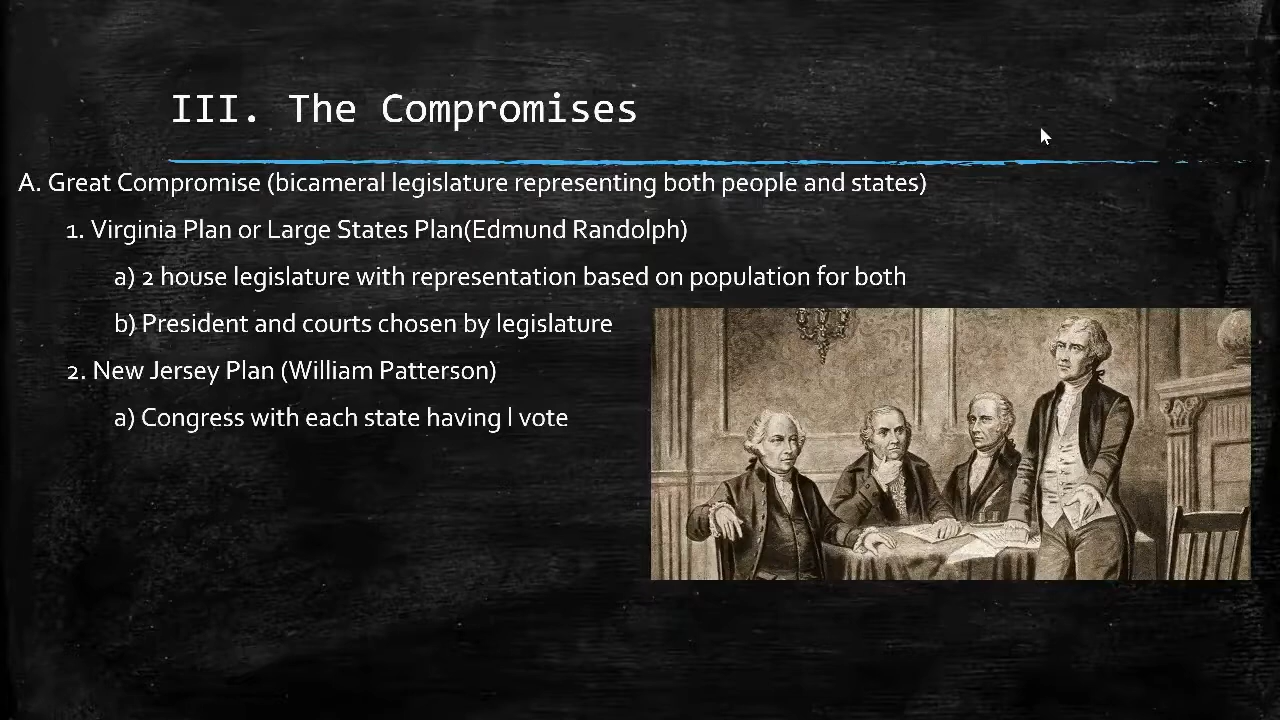 III. The Compromises
A. Great Compromise (bicameral legislature representing both people and states)
1. Virginia Plan or Large States Plan(Edmund Randolph)
a) 2 house legislature with representation based on population for both
b) President and courts chosen by legislature
2. New Jersey Plan (William Patterson)
a) Congress with each state having l vote